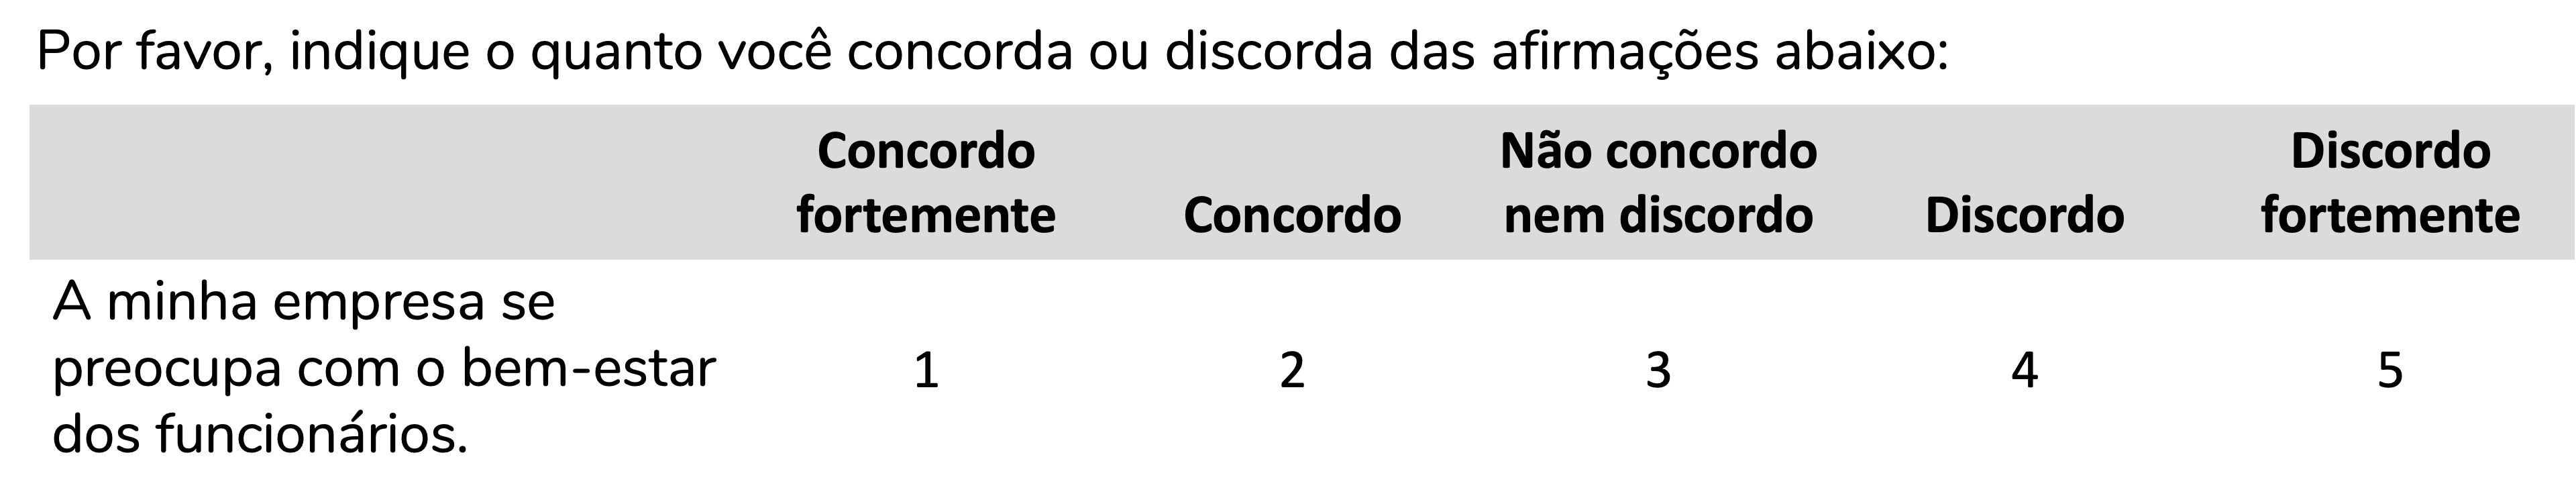 Por favor, indique o quanto você concorda ou discorda das afirmações abaixo:
Concordo fortemente
Concordo
Não concordo nem discordo
Discordo
Discordo fortemente
A minha empresa se
preocupa com o bem-estar
dos funcionários.
1 2 3 4 5